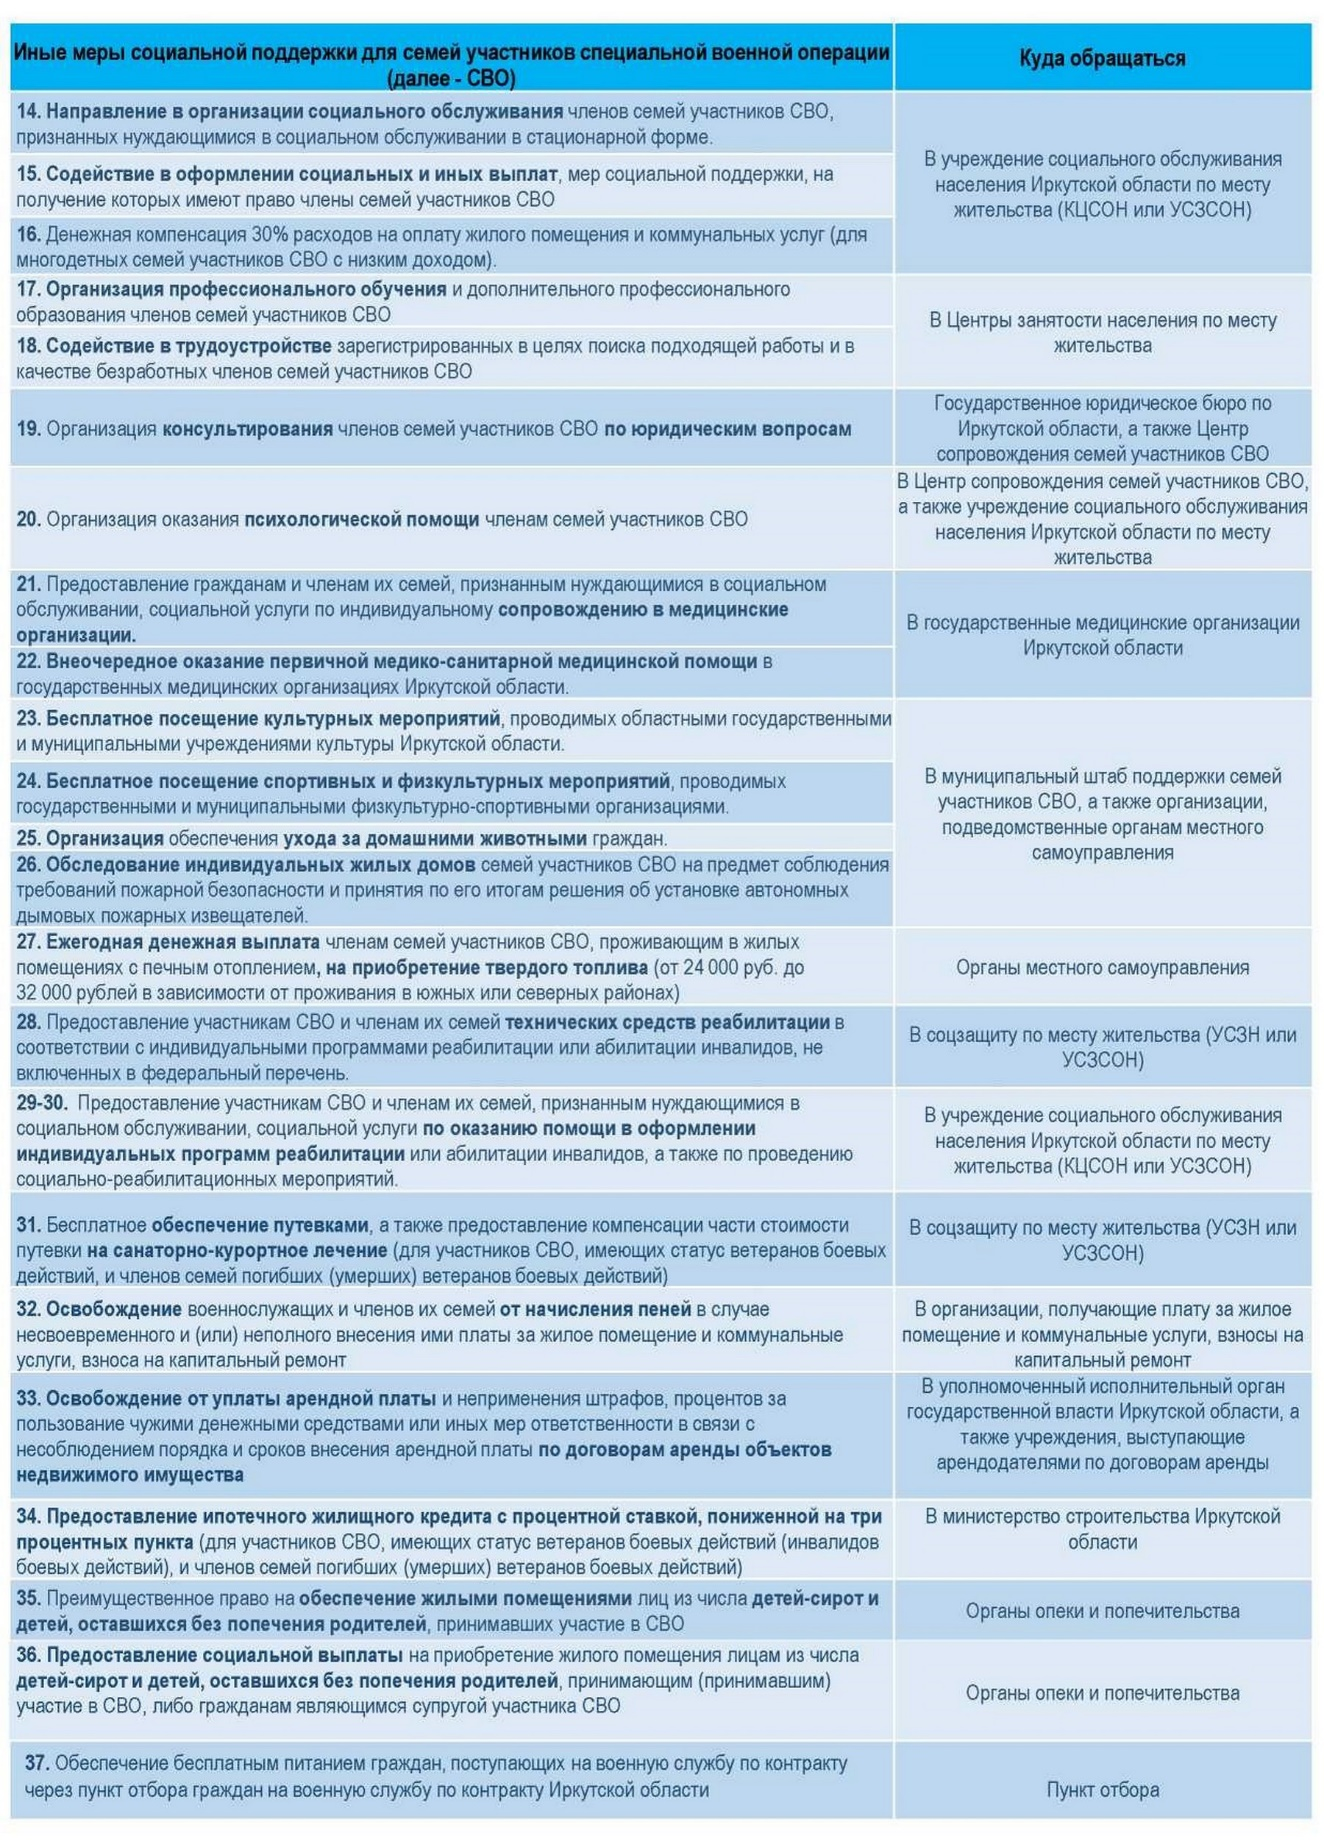 Иные меры социальной поддержки для семей участников специальной военной операции
(далее - СВО)
Куда обращаться
14. Направление в организации социального обслуживания членов семей участников СВО,
признанных нуждающимися в социальном обслуживании в стационарной форме.
15. Содействие в оформлении социальных и иных выплат, мер социальной поддержки, на
получение которых имеют право члены семей участников СВО
16. Денежная компенсация 30% расходов на оплату жилого помещения и коммунальных услуг (для
многодетных семей участников СВО с низким доходом).
В учреждение социального обслуживания
населения Иркутской области по месту
жительства (КЦСОН или УСЗСОН)
17. Организация профессионального обучения и дополнительного профессионального
образования членов семей участников СВО
18. Содействие в трудоустройстве зарегистрированных в целях поиска подходящей работы и в
качестве безработных членов семей участников СВО
В Центры занятости населения по месту
жительства
19. Организация консультирования членов семей участников СВО по юридическим вопросам
Государственное юридическое бюро по
Иркутской области, а также Центр
сопровождения семей участников СВО
20. Организация оказания психологической помощи членам семей участников СВО
В Центр сопровождения семей участников СВО,
а также учреждение социального обслуживания
населения Иркутской области по месту
жительства
21. Предоставление гражданам и членам их семей, признанным нуждающимися в социальном
обслуживании, социальной услуги по индивидуальному сопровождению в медицинские
организации.
22. Внеочередное оказание первичной медико-санитарной медицинской помощи в
государственных медицинских организациях Иркутской области.
В государственные медицинские организации
Иркутской области
23. Бесплатное посещение культурных мероприятий, проводимых областными государственными
и муниципальными учреждениями культуры Иркутской области.
24. Бесплатное посещение спортивных и физкультурных мероприятий, проводимых
государственными и муниципальными физкультурно-спортивными организациями.
25. Организация обеспечения ухода за домашними животными граждан.
26. Обследование индивидуальных жилых домов семей участников СВО на предмет соблюдения
требований пожарной безопасности и принятия по его итогам решения об установке автономных
дымовых пожарных извещателей.
В муниципальный штаб поддержки семей
участников СВО, а также организации,
подведомственные органам местного
самоуправления
27. Ежегодная денежная выплата членам семей участников СВО, проживающим в жилых
помещениях с печным отоплением, на приобретение твердого топлива (от 24 000 руб. до
32 000 рублей в зависимости от проживания в южных или северных районах)
Органы местного самоуправления
28. Предоставление участникам СВО и членам их семей технических средств реабилитации в
соответствии с индивидуальными программами реабилитации или абилитации инвалидов, не
включенных в федеральный перечень.
В соцзащиту по месту жительства (УСЗН или
УСЗСОН)
29-30. Предоставление участникам СВО и членам их семей, признанным нуждающимися в
социальном обслуживании, социальной услуги по оказанию помощи в оформлении
индивидуальных программ реабилитации или абилитации инвалидов, а также по проведению
социально-реабилитационных мероприятий.
В учреждение социального обслуживания
населения Иркутской области по месту
жительства (КЦСОН или УСЗСОН)
31. Бесплатное обеспечение путевками, а также предоставление компенсации части стоимости
путевки на санаторно-курортное лечение (для участников СВО, имеющих статус ветеранов боевых
действий, и членов семей погибших (умерших) ветеранов боевых действий)
В соцзащиту по месту жительства (УСЗН или
УСЗСОН)
32. Освобождение военнослужащих и членов их семей от начисления пеней в случае
несвоевременного и (или) неполного внесения ими платы за жилое помещение и коммунальные
услуги, взноса на капитальный ремонт
В организации, получающие плату за жилое
помещение и коммунальные услуги, взносы на
капитальный ремонт
33. Освобождение от уплаты арендной платы и неприменения штрафов, процентов за
пользование чужими денежными средствами или иных мер ответственности в связи с
несоблюдением порядка и сроков внесения арендной платы по договорам аренды объектов
недвижимого имущества
В уполномоченный исполнительный орган
государственной власти Иркутской области, а
также учреждения, выступающие
арендодателями по договорам аренды
34. Предоставление ипотечного жилищного кредита с процентной ставкой, пониженной на три
процентных пункта (для участников СВО, имеющих статус ветеранов боевых действий (инвалидов
боевых действий), и членов семей погибших (умерших) ветеранов боевых действий)
В министерство строительства Иркутской
области
35. Преимущественное право на обеспечение жилыми помещениями лиц из числа детей-сирот и
детей, оставшихся без попечения родителей, принимавших участие в СВО
Органы опеки и попечительства
36. Предоставление социальной выплаты на приобретение жилого помещения лицам из числа
детей-сирот и детей, оставшихся без попечения родителей, принимающим (принимавшим)
участие в СВО, либо гражданам являющимся супругой участника СВО
Органы опеки и попечительства
37. Обеспечение бесплатным питанием граждан, поступающих на военную службу по контракту
через пункт отбора граждан на военную службу по контракту Иркутской области
Пункт отбора